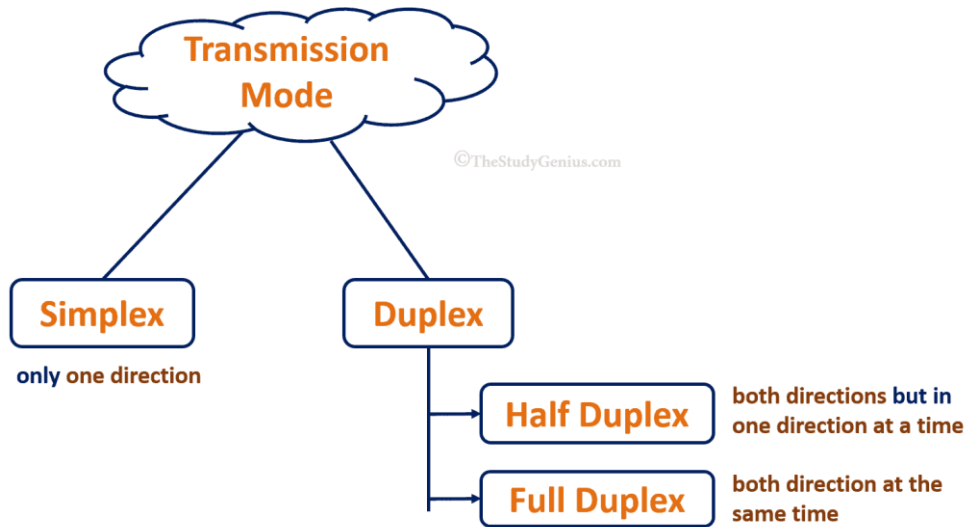 Transmission
Mode
©TheStudyGenius.com
Simplex
Duplex
only one direction
Half Duplex
both directions but in
one direction at a time
Full Duplex
both direction at the
same time